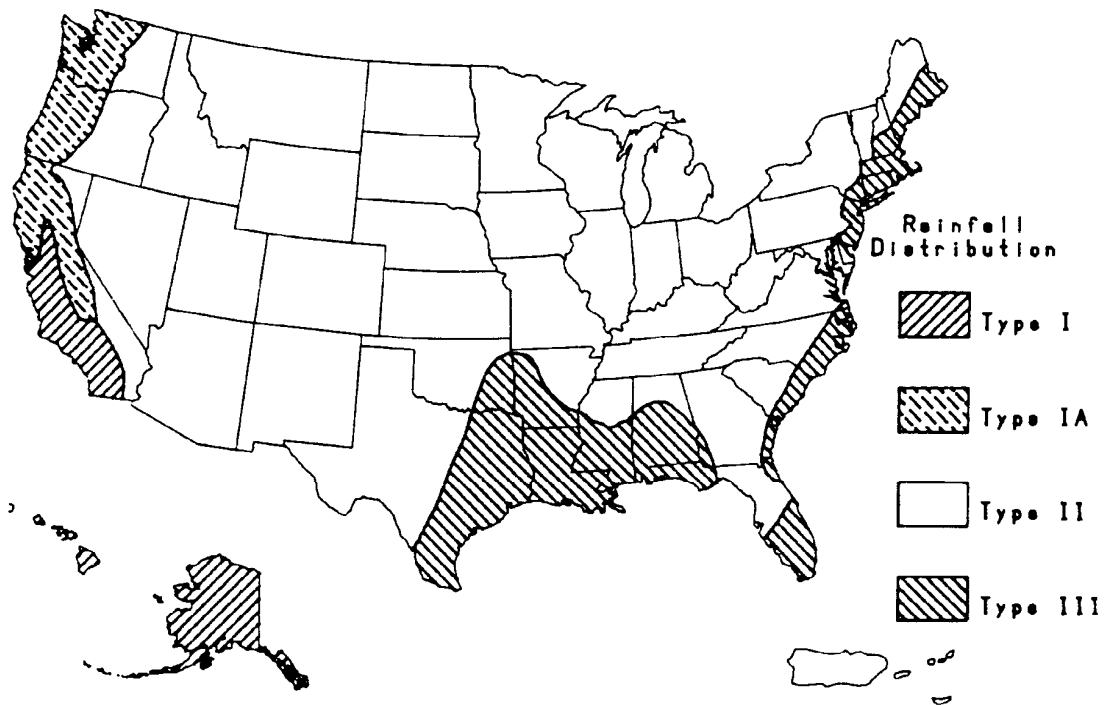 Rainfall
Distribution
Type I
Type IA
Type II
Type III